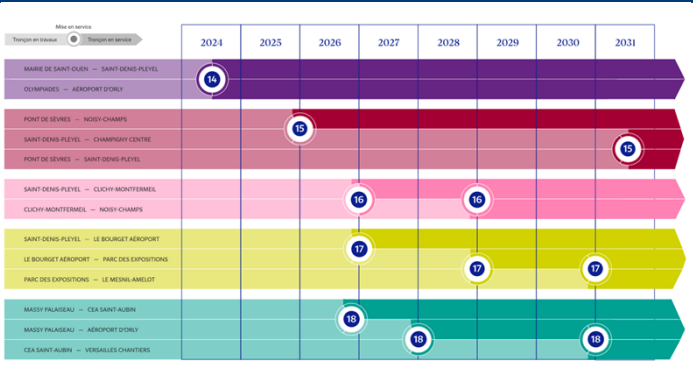 Mise en service
Tronçon en travaux Tronçon en service
2024 2025 2026 2027 2028 2029 2030 2031
MAIRIE DE SAINT-OUEN — SAINT-DENIS-PLEYEL
14
OLYMPIADES — AÉROPORT D'ORLY
PONT DE SÈVRES — NOISY-CHAMPS
15
SAINT-DENIS-PLEYEL — CHAMPIGNY CENTRE
15
PONT DE SÈVRES — SAINT-DENIS-PLEYEL
SAINT-DENIS-PLEYEL — CLICHY-MONTFERMEIL
16 16
CLICHY-MONTFERMEIL — NOISY-CHAMPS
SAINT-DENIS-PLEYEL — LE BOURGET AÉROPORT
17
LE BOURGET AÉROPORT — PARC DES EXPOSITIONS
17 17
PARC DES EXPOSITIONS — LE MESNIL-AMELOT
MASSY PALAISEAU — CEA SAINT-AUBIN
18
MASSY PALAISEAU — AÉROPORT D'ORLY
18 18
CEA SAINT-AUBIN — VERSAILLES CHANTIERS